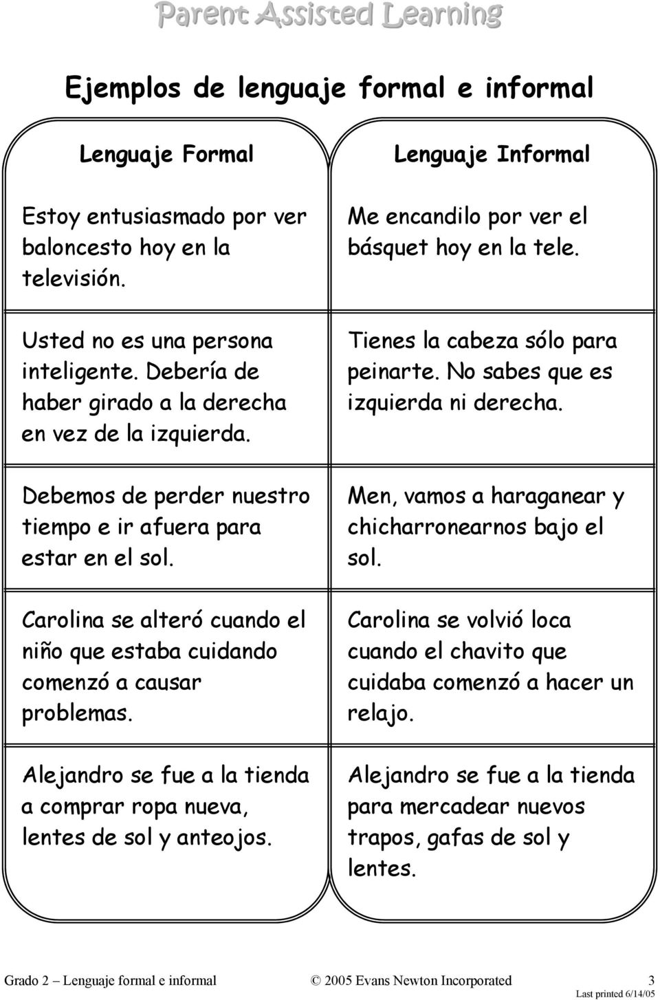 Parent Assisted Learning
Ejemplos de lenguaje formal e informal
Lenguaje Formal
Lenguaje Informal
Estoy entusiasmado por ver
baloncesto hoy en la
televisión.
Me encandilo por ver el
básquet hoy en la tele.
Usted no es una persona
inteligente. Debería de
haber girado a la derecha
en vez de la izquierda.
Tienes la cabeza sólo para
peinarte. No sabes que es
izquierda ni derecha.
Debemos de perder nuestro
tiempo e ir afuera para
estar en el sol.
Men, vamos a haraganear y
chicharronearnos bajo el
sol.
Carolina se alteró cuando el
niño que estaba cuidando
comenzó a causar
problemas.
Carolina se volvió loca
cuando el chavito que
cuidaba comenzó a hacer un
relajo.
Alejandro se fue a la tienda
a comprar ropa nueva,
lentes de sol y anteojos.
Alejandro se fue a la tienda
para mercadear nuevos
trapos, gafas de sol y
lentes.
Grado 2 – Lenguaje formal e informal © 2005 Evans Newton Incorporated 3
Last printed 6/14/05